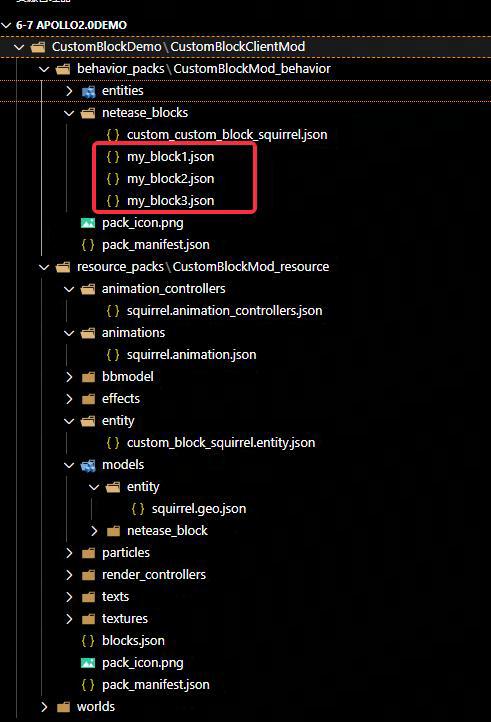 6-7 APOLLO2.0DEMO
CustomBlockDemo\CustomBlockClientMod
behavior_packs\CustomBlockMod_behavior
entities
netease_blocks
{ } custom_custom_block_squirrel.json
{ } my_block1.json
{ } my_block2.json
{ } my_block3.json
pack_icon.png
{ } pack_manifest.json
resource_packs\CustomBlockMod_resource
animation_controllers
{ } squirrel.animation_controllers.json
animations
{ } squirrel.animation.json
bbmodel
effects
entity
{ } custom_block_squirrel.entity.json
models
entity
{ } squirrel.geo.json
netease_block
particles
render_controllers
texts
textures
{ } blocks.json
pack_icon.png
{ } pack_manifest.json
worlds